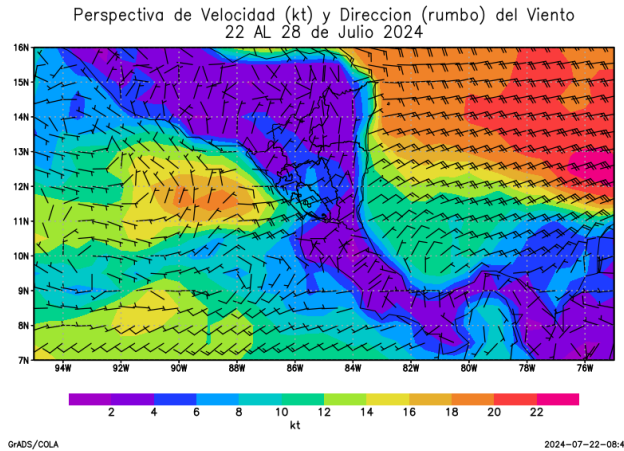 Perspectiva de Velocidad (kt) y Direccion (rumbo) del Viento
22 AL 28 de Julio 2024
16N
15N
14N
13N
12N
11N
10N
9N
8N
7N
94W 92W 90W 88W 86W 84W 82W 80W 78W 76W
2 4 6 8 10 12 14 16 18 20 22
kt
GrADS/COLA 2024-07-22-08:4